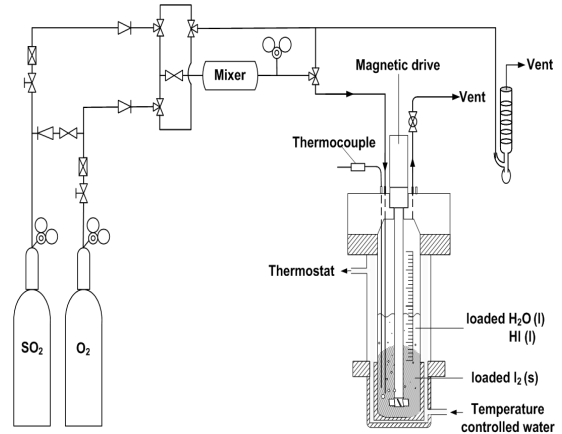 Mixer
Magnetic drive
Vent
Vent
Thermocouple
Thermostat
loaded H₂O (l)
HI (l)
SO₂
O₂
loaded I₂ (s)
Temperature
controlled water